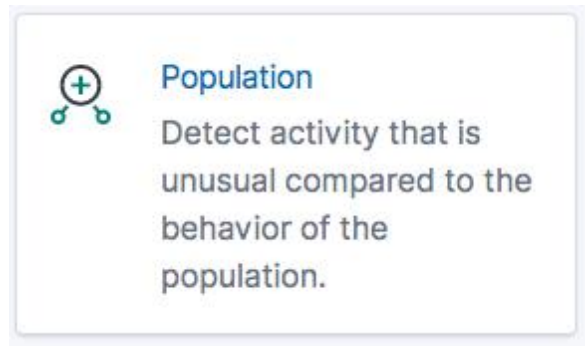 Population
Detect activity that is
unusual compared to the
behavior of the
population.